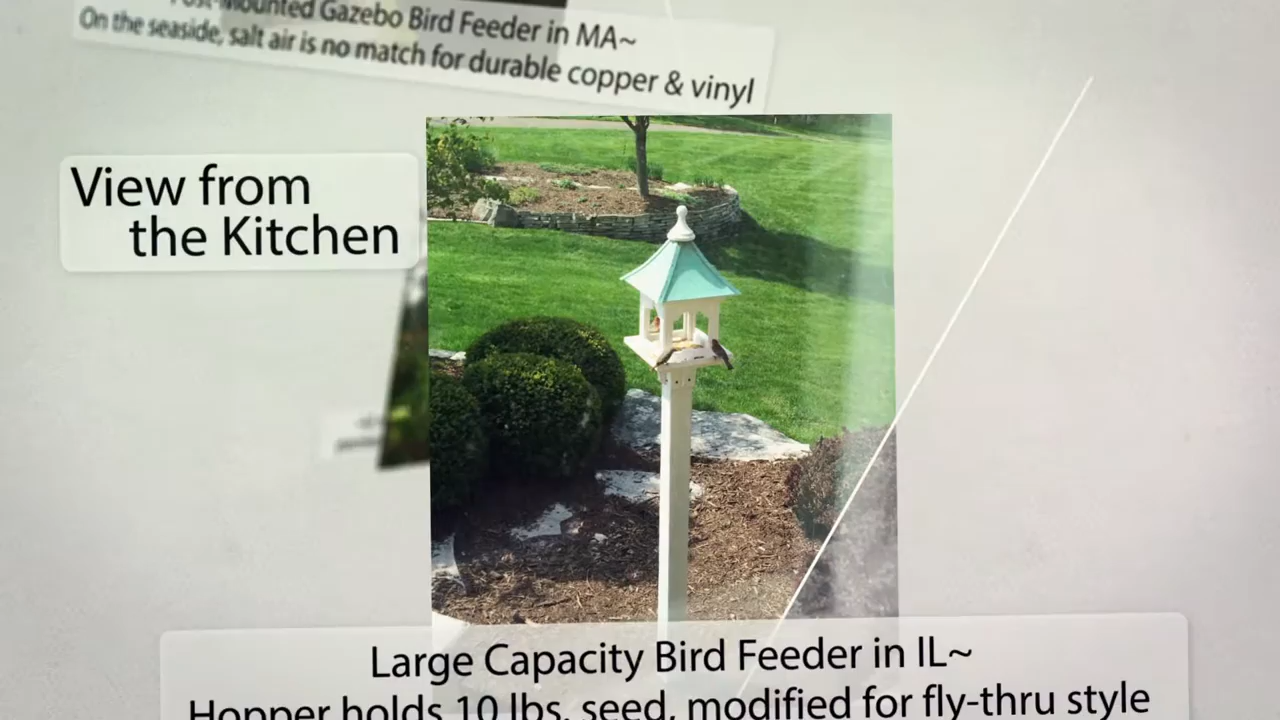 Post-Mounted Gazebo Bird Feeder in MA~
On the seaside, salt air is no match for durable copper & vinyl
View from
the Kitchen
Large Capacity Bird Feeder in IL~
Hopper holds 10 lbs. seed, modified for fly-thru style